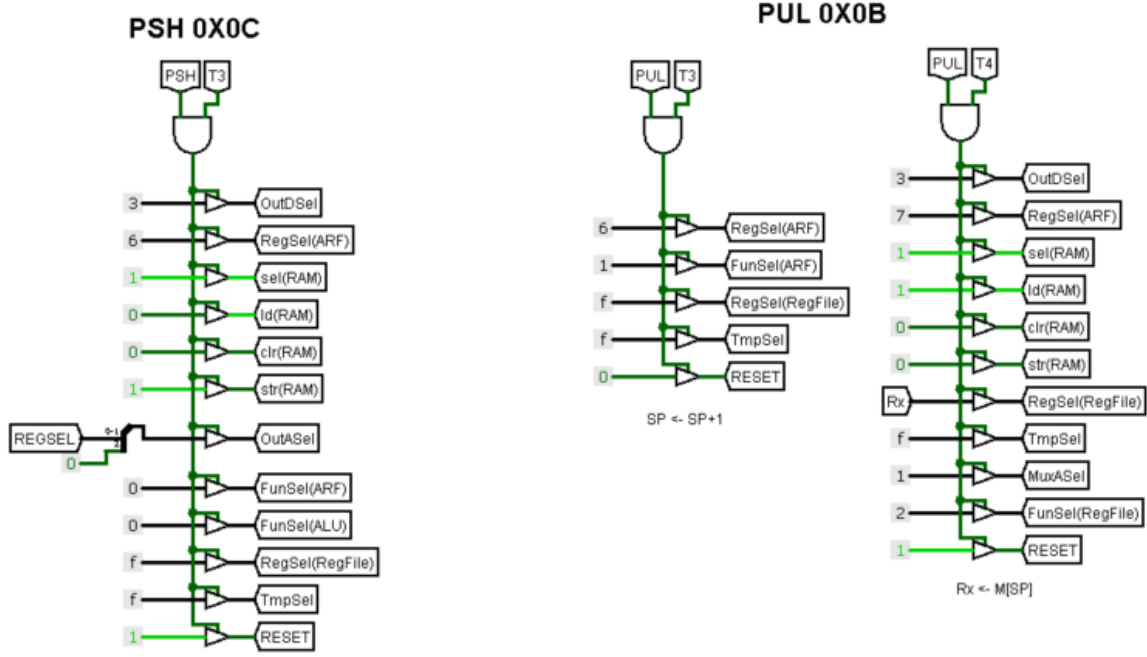 PSH 0X0C
PSH T3
3 OutDSel
6 RegSel(ARF)
1 sel(RAM)
0 ld(RAM)
0 clr(RAM)
1 str(RAM)
REGSEL 0-1 2 OutASel
0
0 FunSel(ARF)
0 FunSel(ALU)
f RegSel(RegFile)
f TmpSel
1 RESET
PUL 0X0B
PUL T3
6 RegSel(ARF)
1 FunSel(ARF)
f RegSel(RegFile)
f TmpSel
0 RESET
SP <- SP+1
PUL T4
3 OutDSel
7 RegSel(ARF)
1 sel(RAM)
1 ld(RAM)
0 clr(RAM)
0 str(RAM)
Rx RegSel(RegFile)
f TmpSel
1 MuxASel
2 FunSel(RegFile)
1 RESET
Rx <- M[SP]